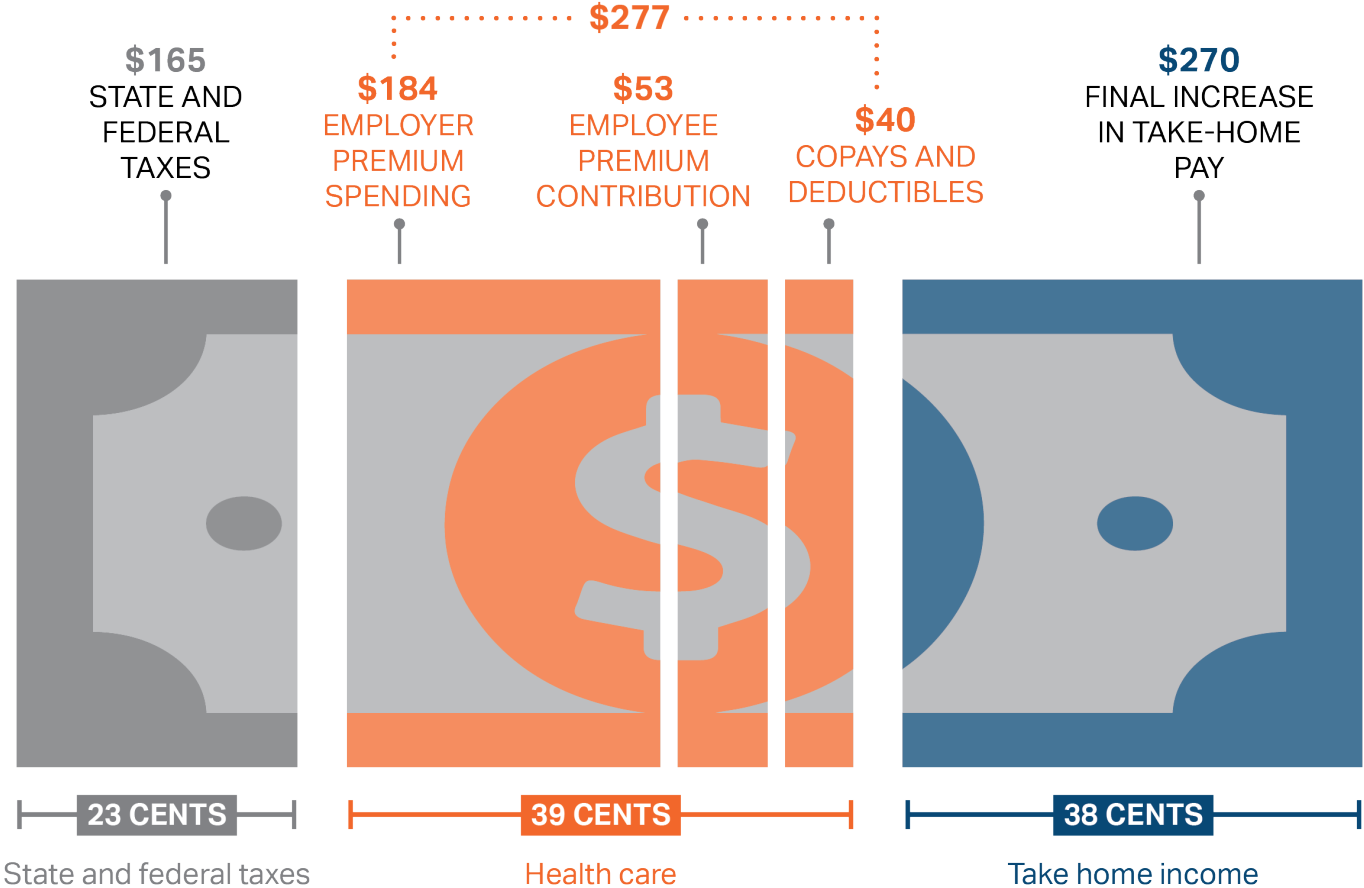 $277
$165
STATE AND
FEDERAL
TAXES
$184
EMPLOYER
PREMIUM
SPENDING
$53
EMPLOYEE
PREMIUM
CONTRIBUTION
$40
COPAYS AND
DEDUCTIBLES
$270
FINAL INCREASE
IN TAKE-HOME
PAY
$
23 CENTS
39 CENTS
38 CENTS
State and federal taxes
Health care
Take home income